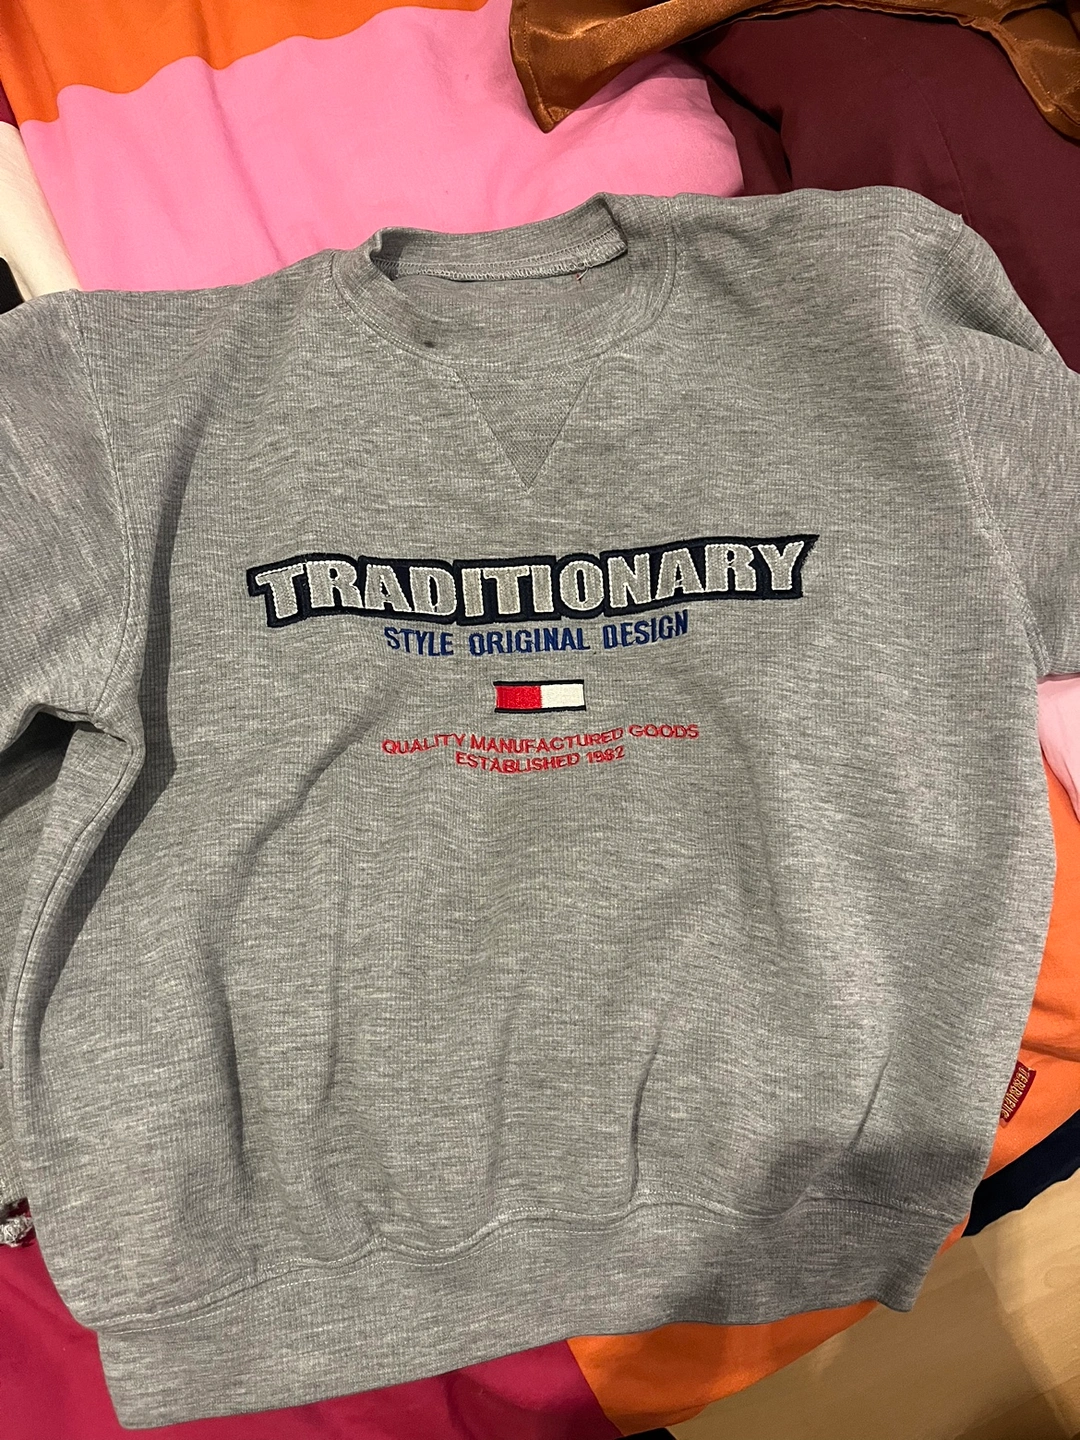 TRADITIONARY
STYLE ORIGINAL DESIGN
QUALITY MANUFACTURED GOODS
ESTABLISHED 1982